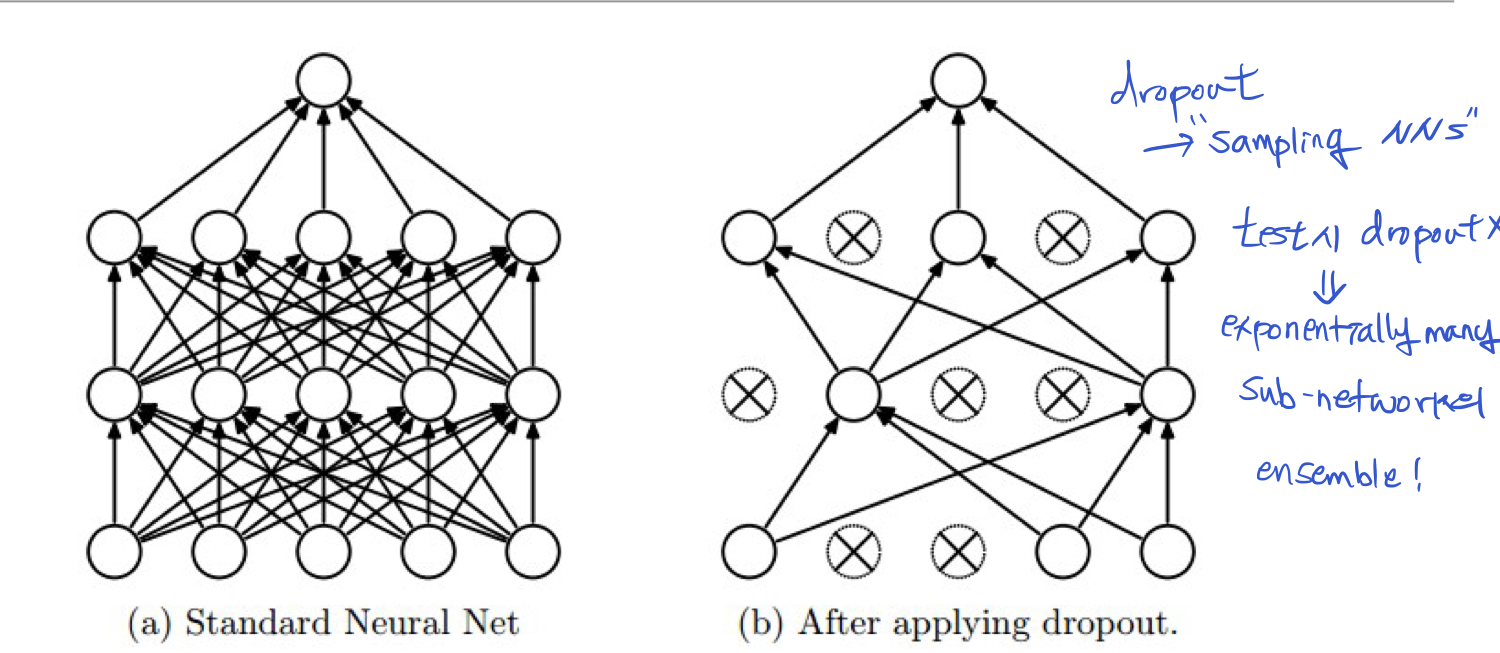 dropout
→ "sampling NNs"
test시 dropout x
⇓
exponentially many
sub-network의
ensemble!
(a) Standard Neural Net
(b) After applying dropout.